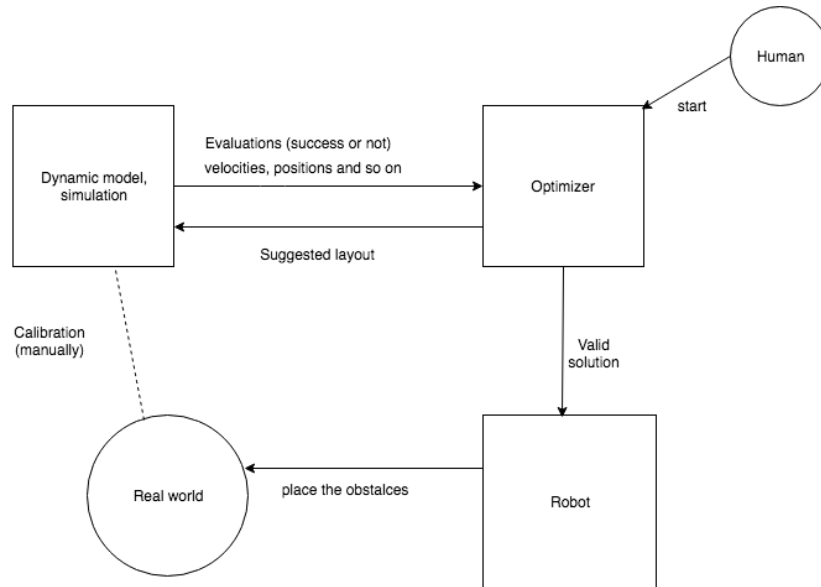 Human
start
Evaluations (success or not)
velocities, positions and so on
Dynamic model,
simulation
Optimizer
Suggested layout
Calibration
(manually)
Valid
solution
Real world
place the obstalces
Robot